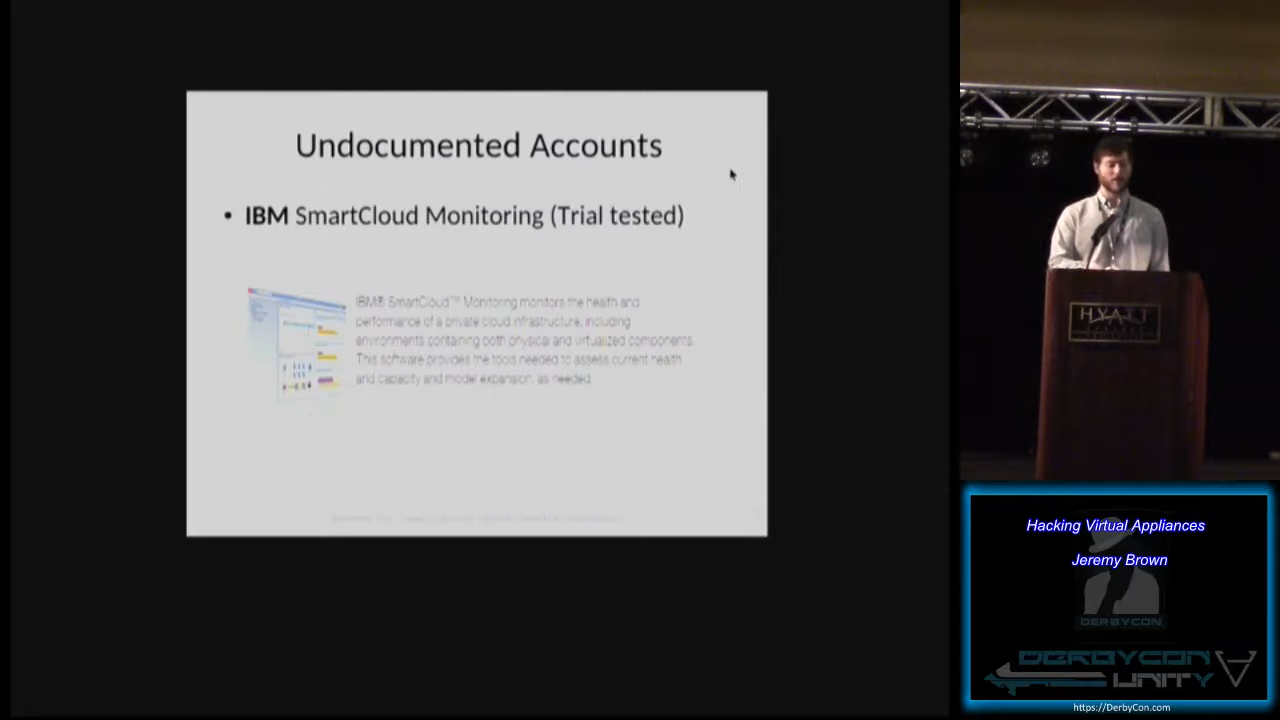 Undocumented Accounts
• IBM SmartCloud Monitoring (Trial tested)
IBM® SmartCloud™ Monitoring monitors the health and
performance of a private cloud infrastructure, including
environments containing both physical and virtualized components.
This software provides the tools needed to assess current health
and capacity and model expansion, as needed.
HYATT
Hacking Virtual Appliances
Jeremy Brown
DERBYCON
DERBYCON
UNITY
https://DerbyCon.com